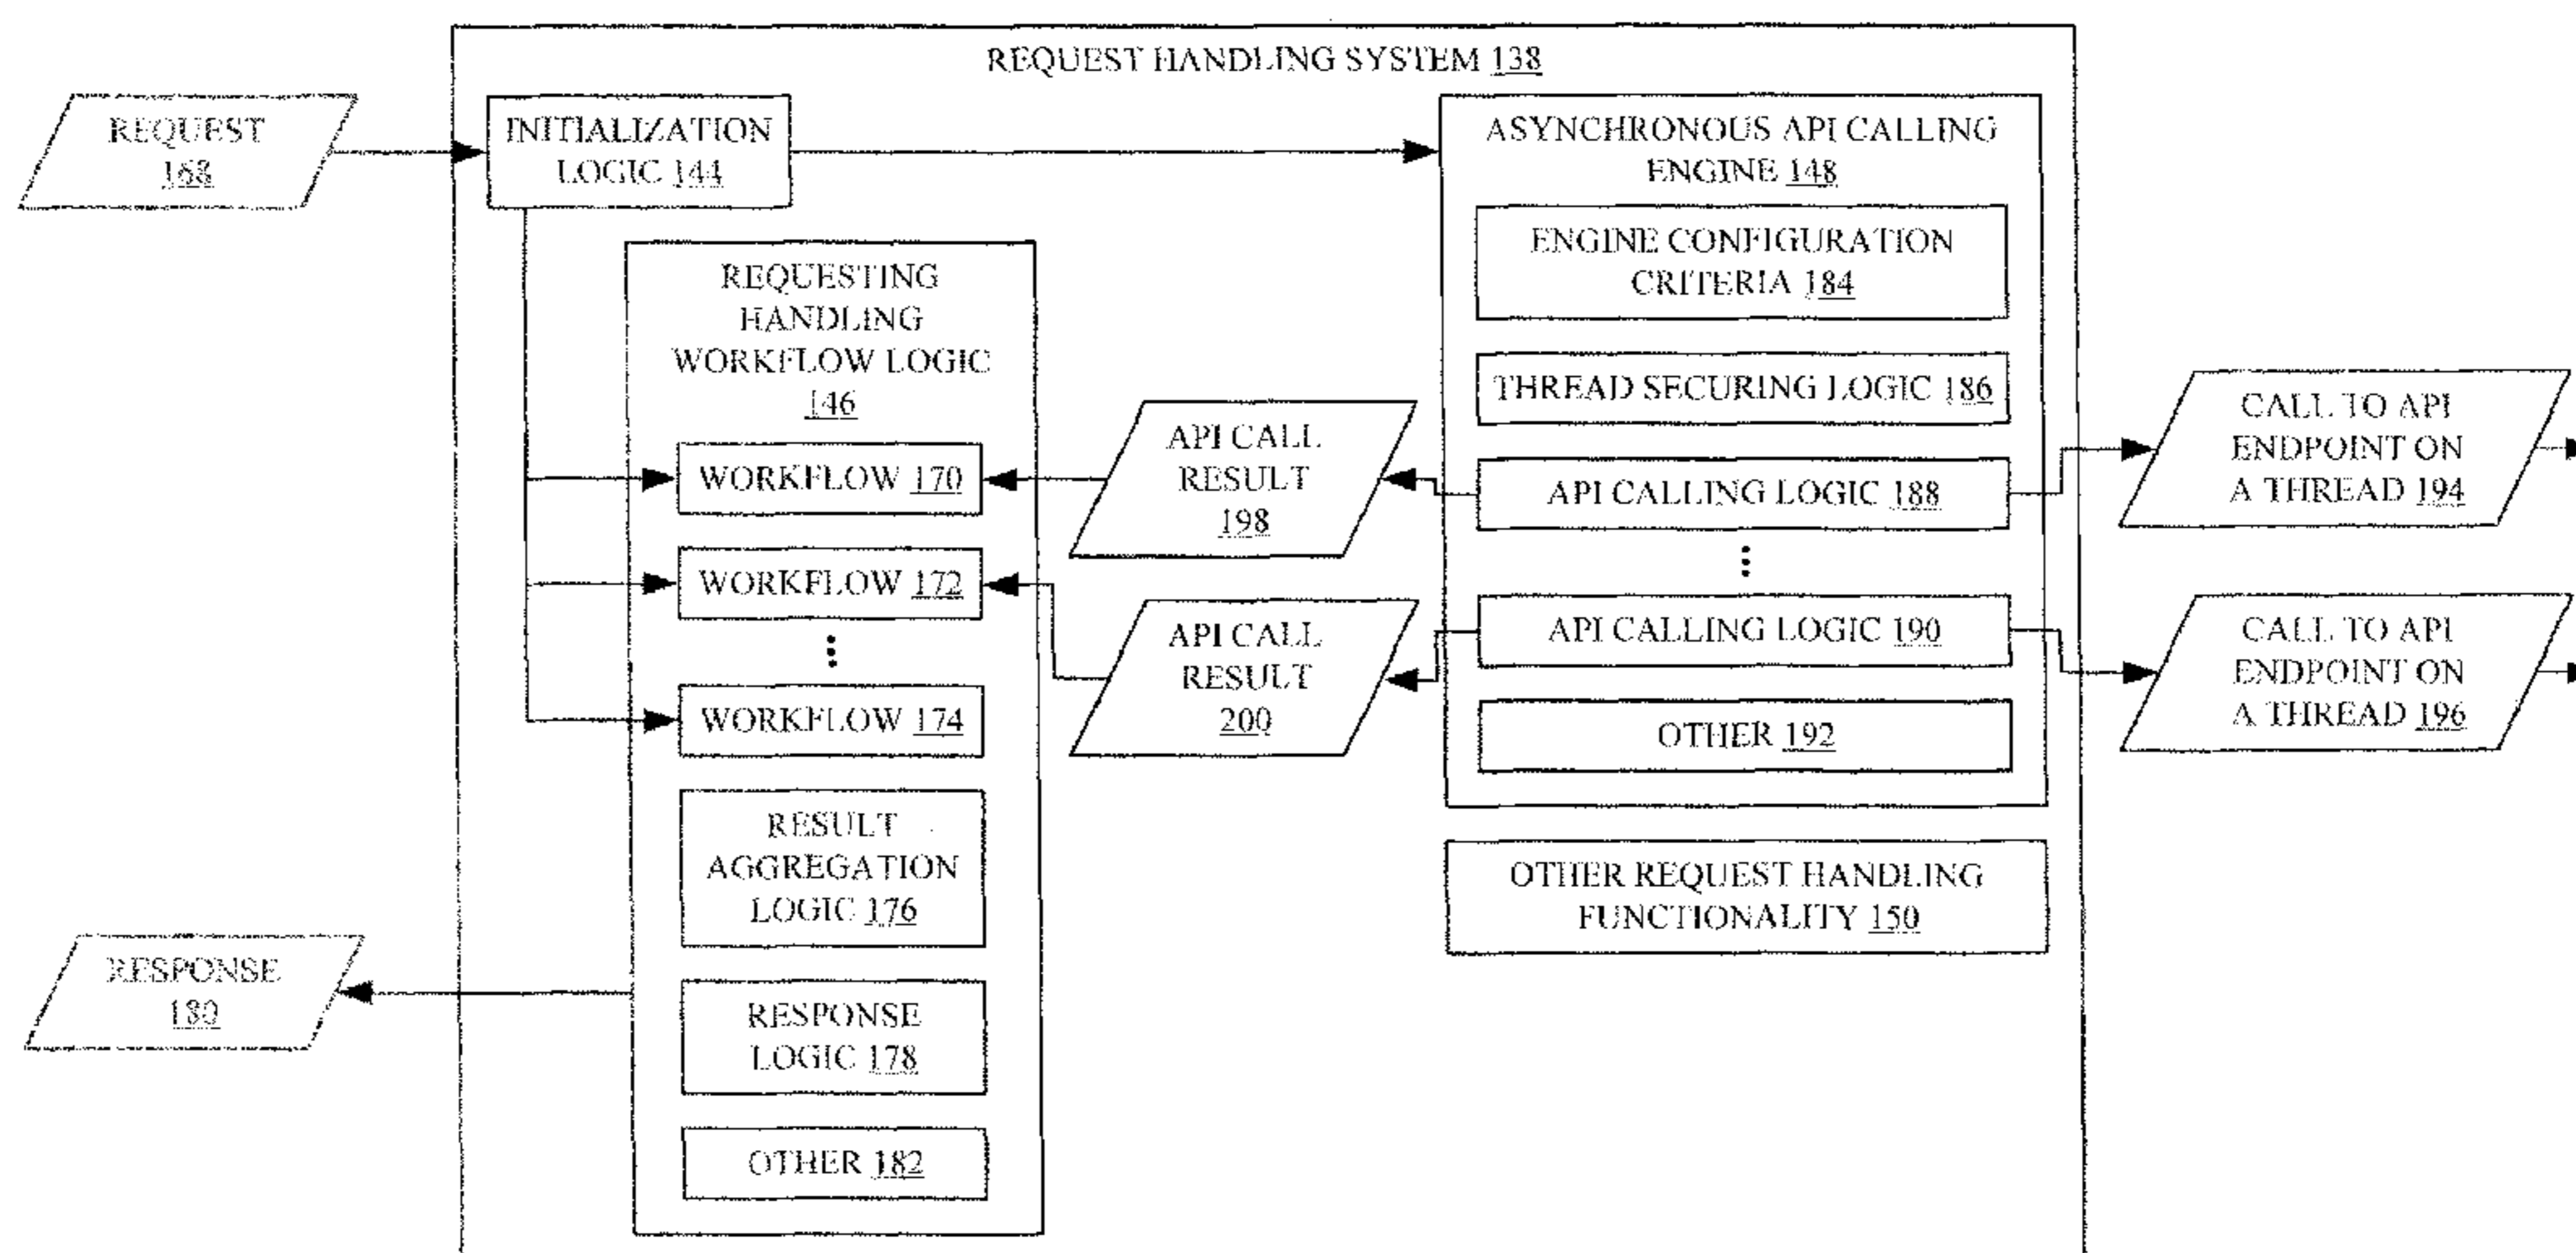 REQUEST HANDLING SYSTEM 138
REQUEST
168
INITIALIZATION
LOGIC 144
ASYNCHRONOUS API CALLING
ENGINE 148
ENGINE CONFIGURATION
CRITERIA 184
THREAD SECURING LOGIC 186
API CALLING LOGIC 188
API CALLING LOGIC 190
OTHER 192
REQUESTING
HANDLING
WORKFLOW LOGIC
146
WORKFLOW 170
WORKFLOW 172
WORKFLOW 174
RESULT
AGGREGATION
LOGIC 176
RESPONSE
LOGIC 178
OTHER 182
API CALL
RESULT
198
API CALL
RESULT
200
CALL TO API
ENDPOINT ON
A THREAD 194
CALL TO API
ENDPOINT ON
A THREAD 196
OTHER REQUEST HANDLING
FUNCTIONALITY 150
RESPONSE
180